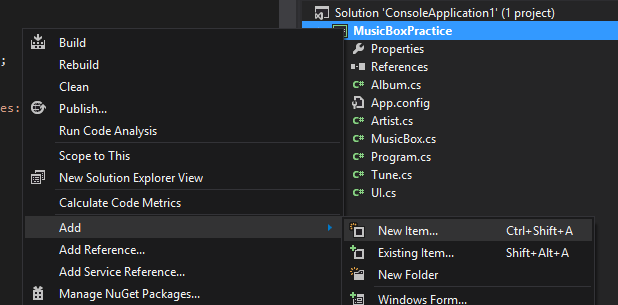 Solution 'ConsoleApplication1' (1 project)
MusicBoxPractice
Properties
References
C# Album.cs
App.config
C# Artist.cs
C# MusicBox.cs
C# Program.cs
C# Tune.cs
C# UI.cs
;
es:
Build
Rebuild
Clean
Publish...
Run Code Analysis
Scope to This
New Solution Explorer View
Calculate Code Metrics
Add
Add Reference...
Add Service Reference...
Manage NuGet Packages...
New Item... Ctrl+Shift+A
Existing Item... Shift+Alt+A
New Folder
Windows Form...